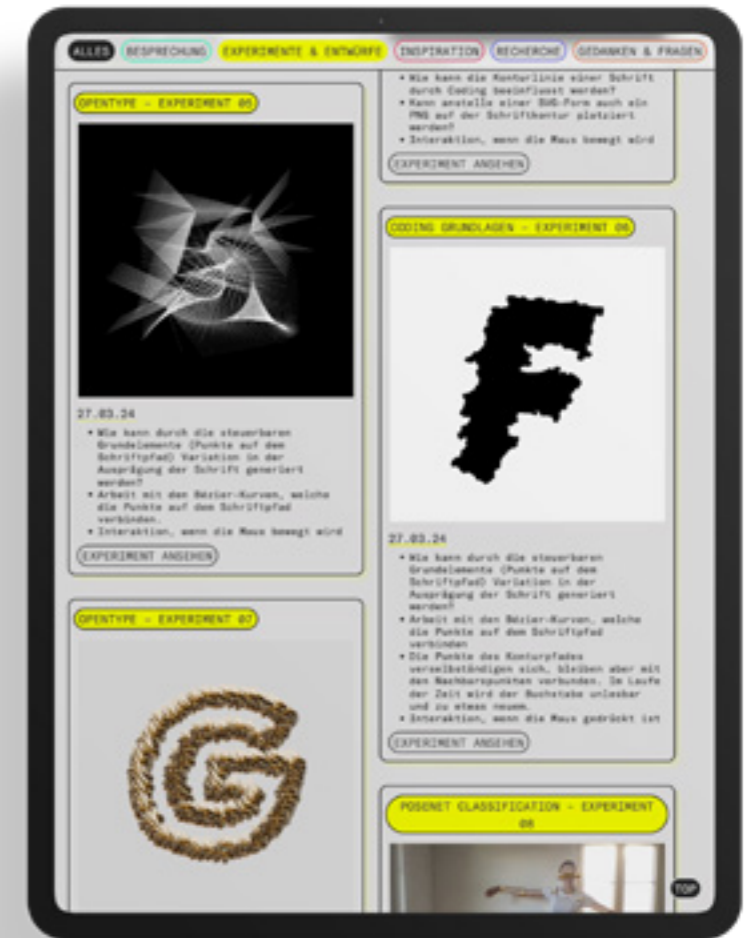 ALLES BESPRECHUNG EXPERIMENTE & ENTWÜRFE INSPIRATION RECHERCHE GEDANKEN & FRAGEN
OPENTYPE – EXPERIMENT 05
27.03.24
• Wie kann durch die steuerbaren
Grundelemente (Punkte auf dem
Schriftpfad) Variation in der
Ausprägung der Schrift generiert
werden?
• Arbeit mit den Bézier-Kurven, welche
die Punkte auf dem Schriftpfad
verbinden.
• Interaktion, wenn die Maus bewegt wird
EXPERIMENT ANSEHEN
OPENTYPE – EXPERIMENT 07
G
• Wie kann die Konturlinie einer Schrift
durch Coding beeinflusst werden?
• Kann anstelle einer SVG-Form auch ein
PNG auf der Schriftkontur platziert
werden?
• Interaktion, wenn die Maus bewegt wird
EXPERIMENT ANSEHEN
CODING GRUNDLAGEN – EXPERIMENT 06
F
27.03.24
• Wie kann durch die steuerbaren
Grundelemente (Punkte auf dem
Schriftpfad) Variation in der
Ausprägung der Schrift generiert
werden?
• Arbeit mit den Bézier-Kurven, welche
die Punkte auf dem Schriftpfad
verbinden
• Die Punkte des Konturpfades
verselbständigen sich, bleiben aber mit
den Nachbarspunkten verbunden. Im Laufe
der Zeit wird der Buchstabe unlesbar
und zu etwas neuem.
• Interaktion, wenn die Maus gedrückt ist
EXPERIMENT ANSEHEN
POSENET CLASSIFICATION – EXPERIMENT
08
TOP